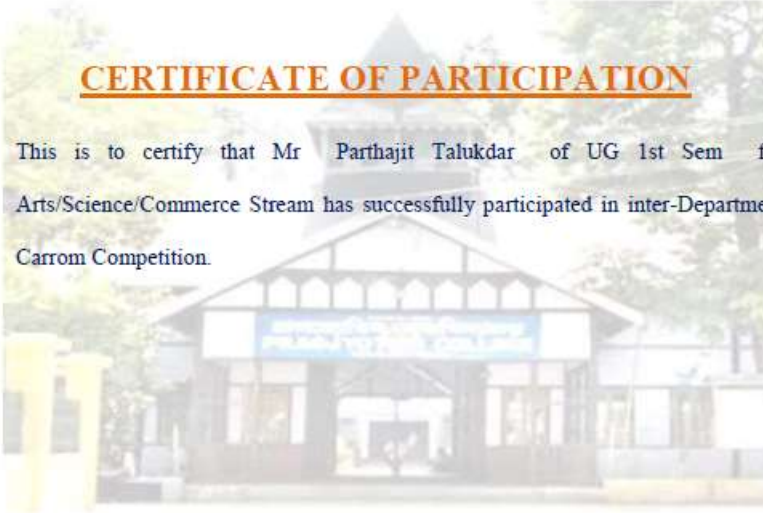 CERTIFICATE OF PARTICIPATION
This is to certify that Mr Parthajit Talukdar of UG 1st Sem f
Arts/Science/Commerce Stream has successfully participated in inter-Departme
Carrom Competition.